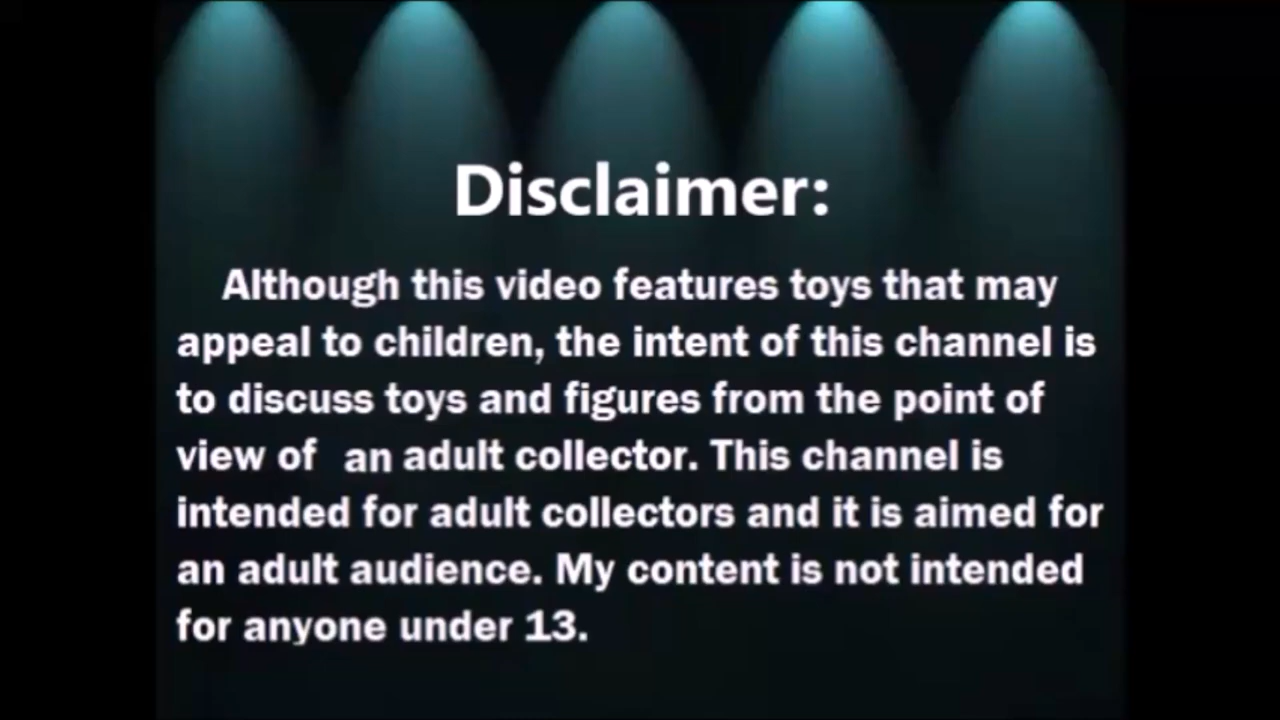 Disclaimer:
Although this video features toys that may
appeal to children, the intent of this channel is
to discuss toys and figures from the point of
view of an adult collector. This channel is
intended for adult collectors and it is aimed for
an adult audience. My content is not intended
for anyone under 13.